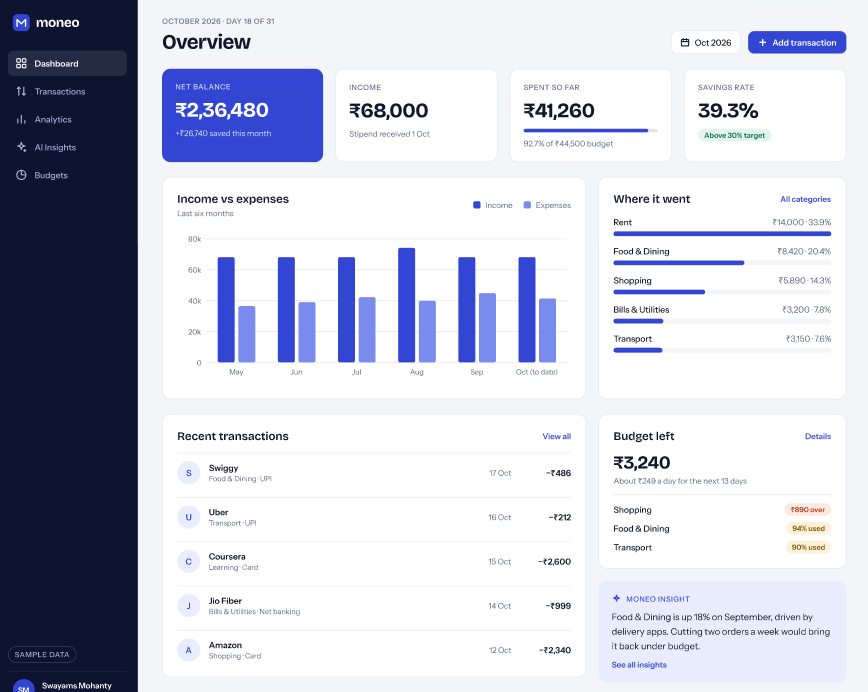 moneo
Dashboard
Transactions
Analytics
AI Insights
Budgets
SAMPLE DATA
SM
Swayams Mohanty
OCTOBER 2026 · DAY 18 OF 31
Overview
Oct 2026
+ Add transaction
NET BALANCE
₹2,36,480
+₹26,740 saved this month
INCOME
₹68,000
Stipend received 1 Oct
SPENT SO FAR
₹41,260
92.7% of ₹44,500 budget
SAVINGS RATE
39.3%
Above 30% target
Income vs expenses
Last six months
Income
Expenses
80k
60k
40k
20k
0
May
Jun
Jul
Aug
Sep
Oct (to date)
Where it went
All categories
Rent
₹14,000 · 33.9%
Food & Dining
₹8,420 · 20.4%
Shopping
₹5,890 · 14.3%
Bills & Utilities
₹3,200 · 7.8%
Transport
₹3,150 · 7.6%
Recent transactions
View all
S
Swiggy
Food & Dining · UPI
17 Oct
−₹486
U
Uber
Transport · UPI
16 Oct
−₹212
C
Coursera
Learning · Card
15 Oct
−₹2,600
J
Jio Fiber
Bills & Utilities · Net banking
14 Oct
−₹999
A
Amazon
Shopping · Card
12 Oct
−₹2,340
Budget left
Details
₹3,240
About ₹249 a day for the next 13 days
Shopping
₹890 over
Food & Dining
94% used
Transport
90% used
MONEO INSIGHT
Food & Dining is up 18% on September, driven by
delivery apps. Cutting two orders a week would bring
it back under budget.
See all insights